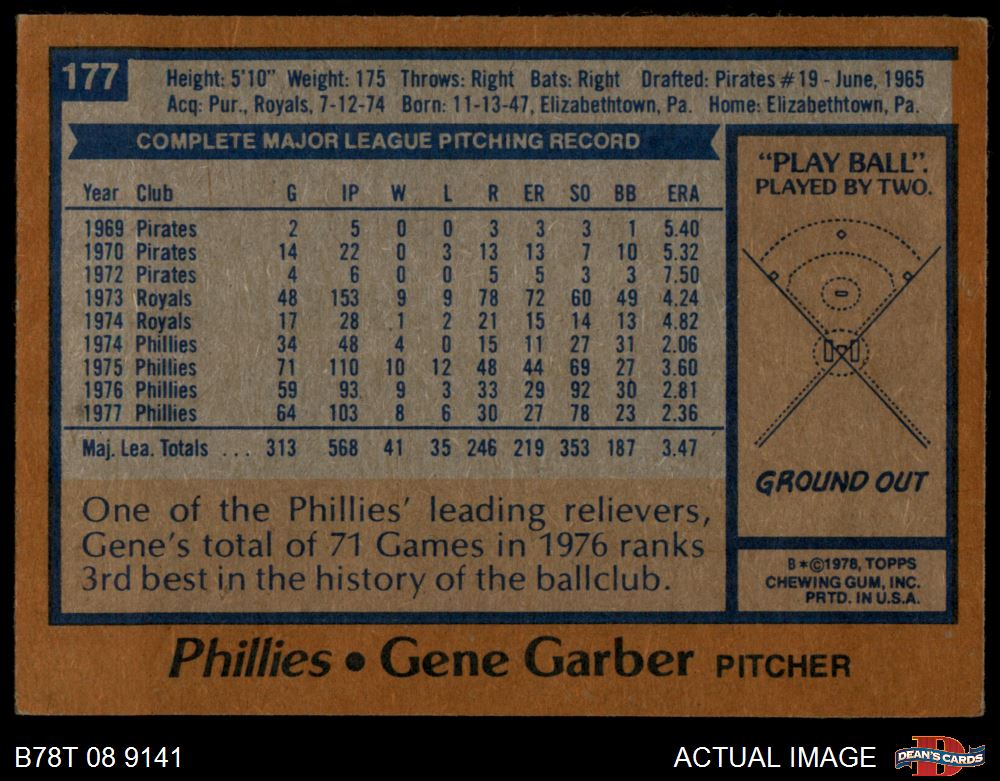 177
Height: 5'10" Weight: 175 Throws: Right Bats: Right Drafted: Pirates #19 - June, 1965
Acq: Pur., Royals, 7-12-74 Born: 11-13-47, Elizabethtown, Pa. Home: Elizabethtown, Pa.
COMPLETE MAJOR LEAGUE PITCHING RECORD
Year Club G IP W L R ER SO BB ERA
1969 Pirates 2 5 0 0 3 3 3 1 5.40
1970 Pirates 14 22 0 3 13 13 7 10 5.32
1972 Pirates 4 6 0 0 5 5 3 3 7.50
1973 Royals 48 153 9 9 78 72 60 49 4.24
1974 Royals 17 28 1 2 21 15 14 13 4.82
1974 Phillies 34 48 4 0 15 11 27 31 2.06
1975 Phillies 71 110 10 12 48 44 69 27 3.60
1976 Phillies 59 93 9 3 33 29 92 30 2.81
1977 Phillies 64 103 8 6 30 27 78 23 2.36
Maj. Lea. Totals ... 313 568 41 35 246 219 353 187 3.47
One of the Phillies' leading relievers,
Gene's total of 71 Games in 1976 ranks
3rd best in the history of the ballclub.
"PLAY BALL".
PLAYED BY TWO.
GROUND OUT
B*©1978, TOPPS
CHEWING GUM, INC.
PRTD. IN U.S.A.
Phillies • Gene Garber PITCHER
B78T 08 9141
ACTUAL IMAGE
D
DEAN'S CARDS